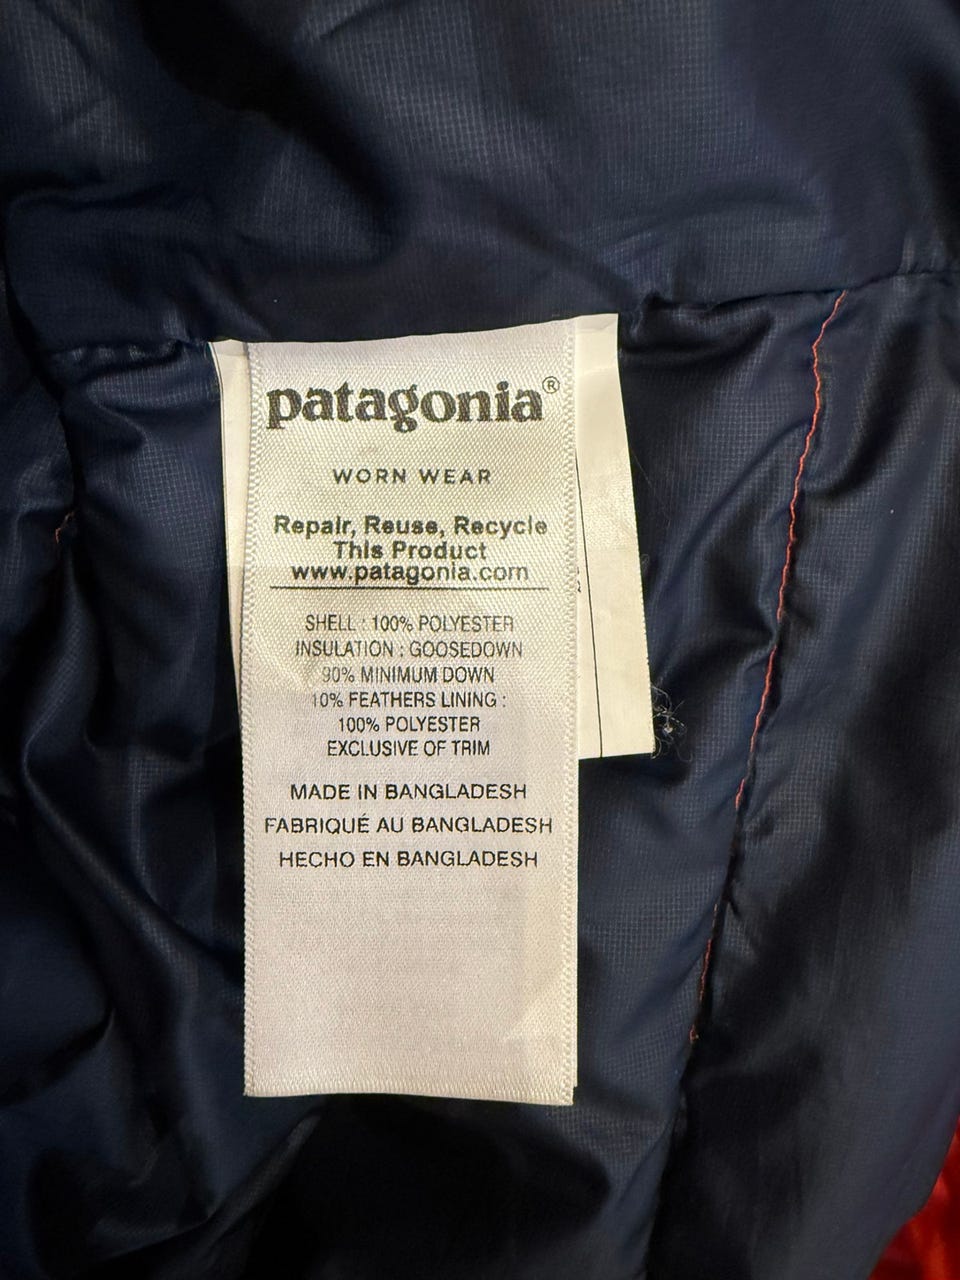 patagonia®
WORN WEAR
Repair, Reuse, Recycle
This Product
www.patagonia.com
SHELL : 100% POLYESTER
INSULATION : GOOSEDOWN
90% MINIMUM DOWN
10% FEATHERS LINING :
100% POLYESTER
EXCLUSIVE OF TRIM
MADE IN BANGLADESH
FABRIQUÉ AU BANGLADESH
HECHO EN BANGLADESH